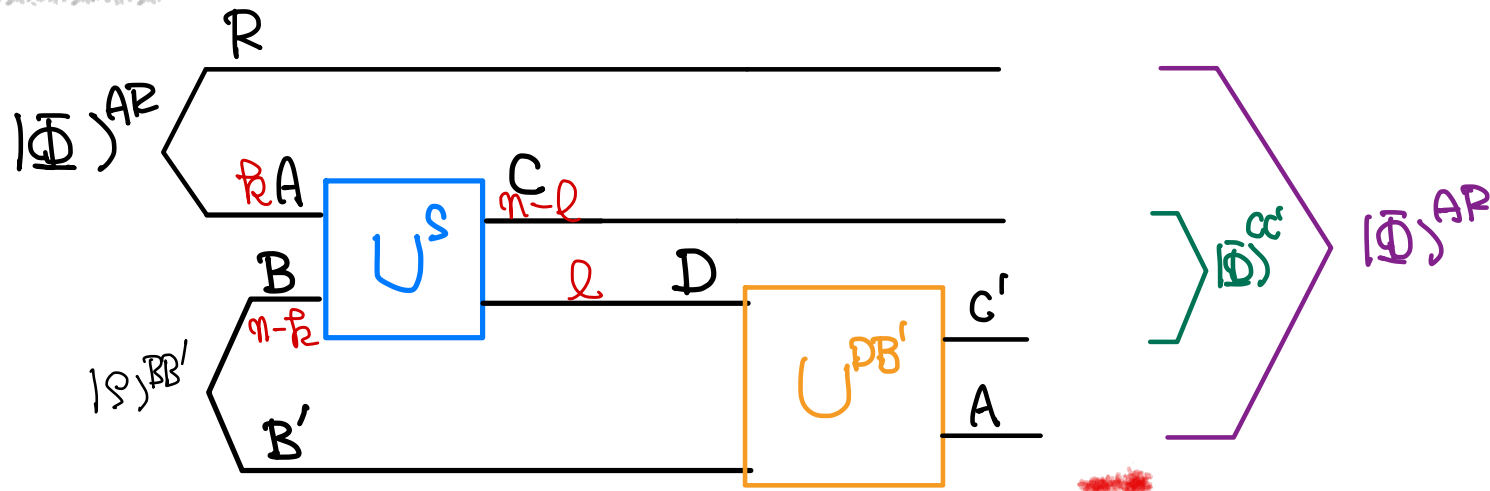 R
|Φ⟩^{AR}
k A
U^S
C
n-l
B
n-k
l
D
|ρ⟩^{BB'}
B'
U^{DB'}
C'
A
|Φ⟩^{CC'}
|Φ⟩^{AR}